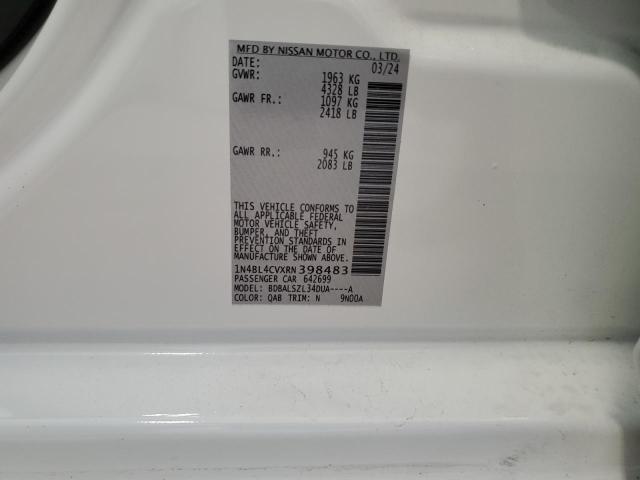 MFD BY NISSAN MOTOR CO., LTD.
DATE: 03/24
GVWR: 1963 KG
4328 LB
GAWR FR.: 1097 KG
2418 LB
GAWR RR.: 945 KG
2083 LB
THIS VEHICLE CONFORMS TO
ALL APPLICABLE FEDERAL
MOTOR VEHICLE SAFETY,
BUMPER, AND THEFT
PREVENTION STANDARDS IN
EFFECT ON THE DATE OF
MANUFACTURE SHOWN ABOVE.
1N4BL4CVXRN398483
PASSENGER CAR 642699
MODEL: BDBALSZL34DUA----A
COLOR: QAB TRIM: N 9N00A